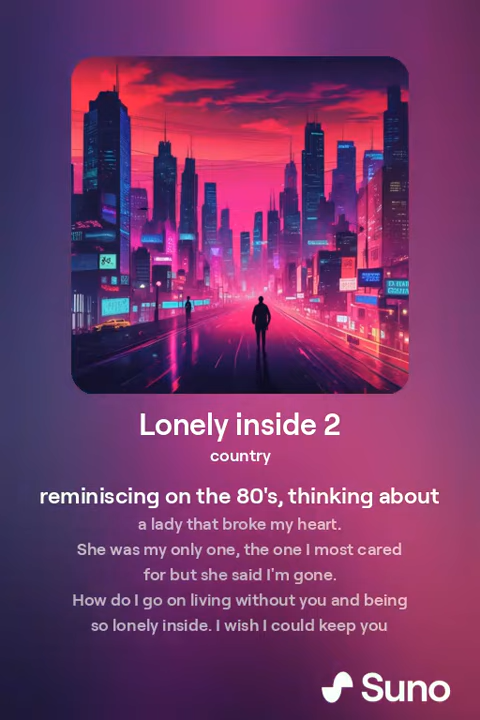 Lonely inside 2
country
reminiscing on the 80's, thinking about
a lady that broke my heart.
She was my only one, the one I most cared
for but she said I'm gone.
How do I go on living without you and being
so lonely inside. I wish I could keep you
Suno